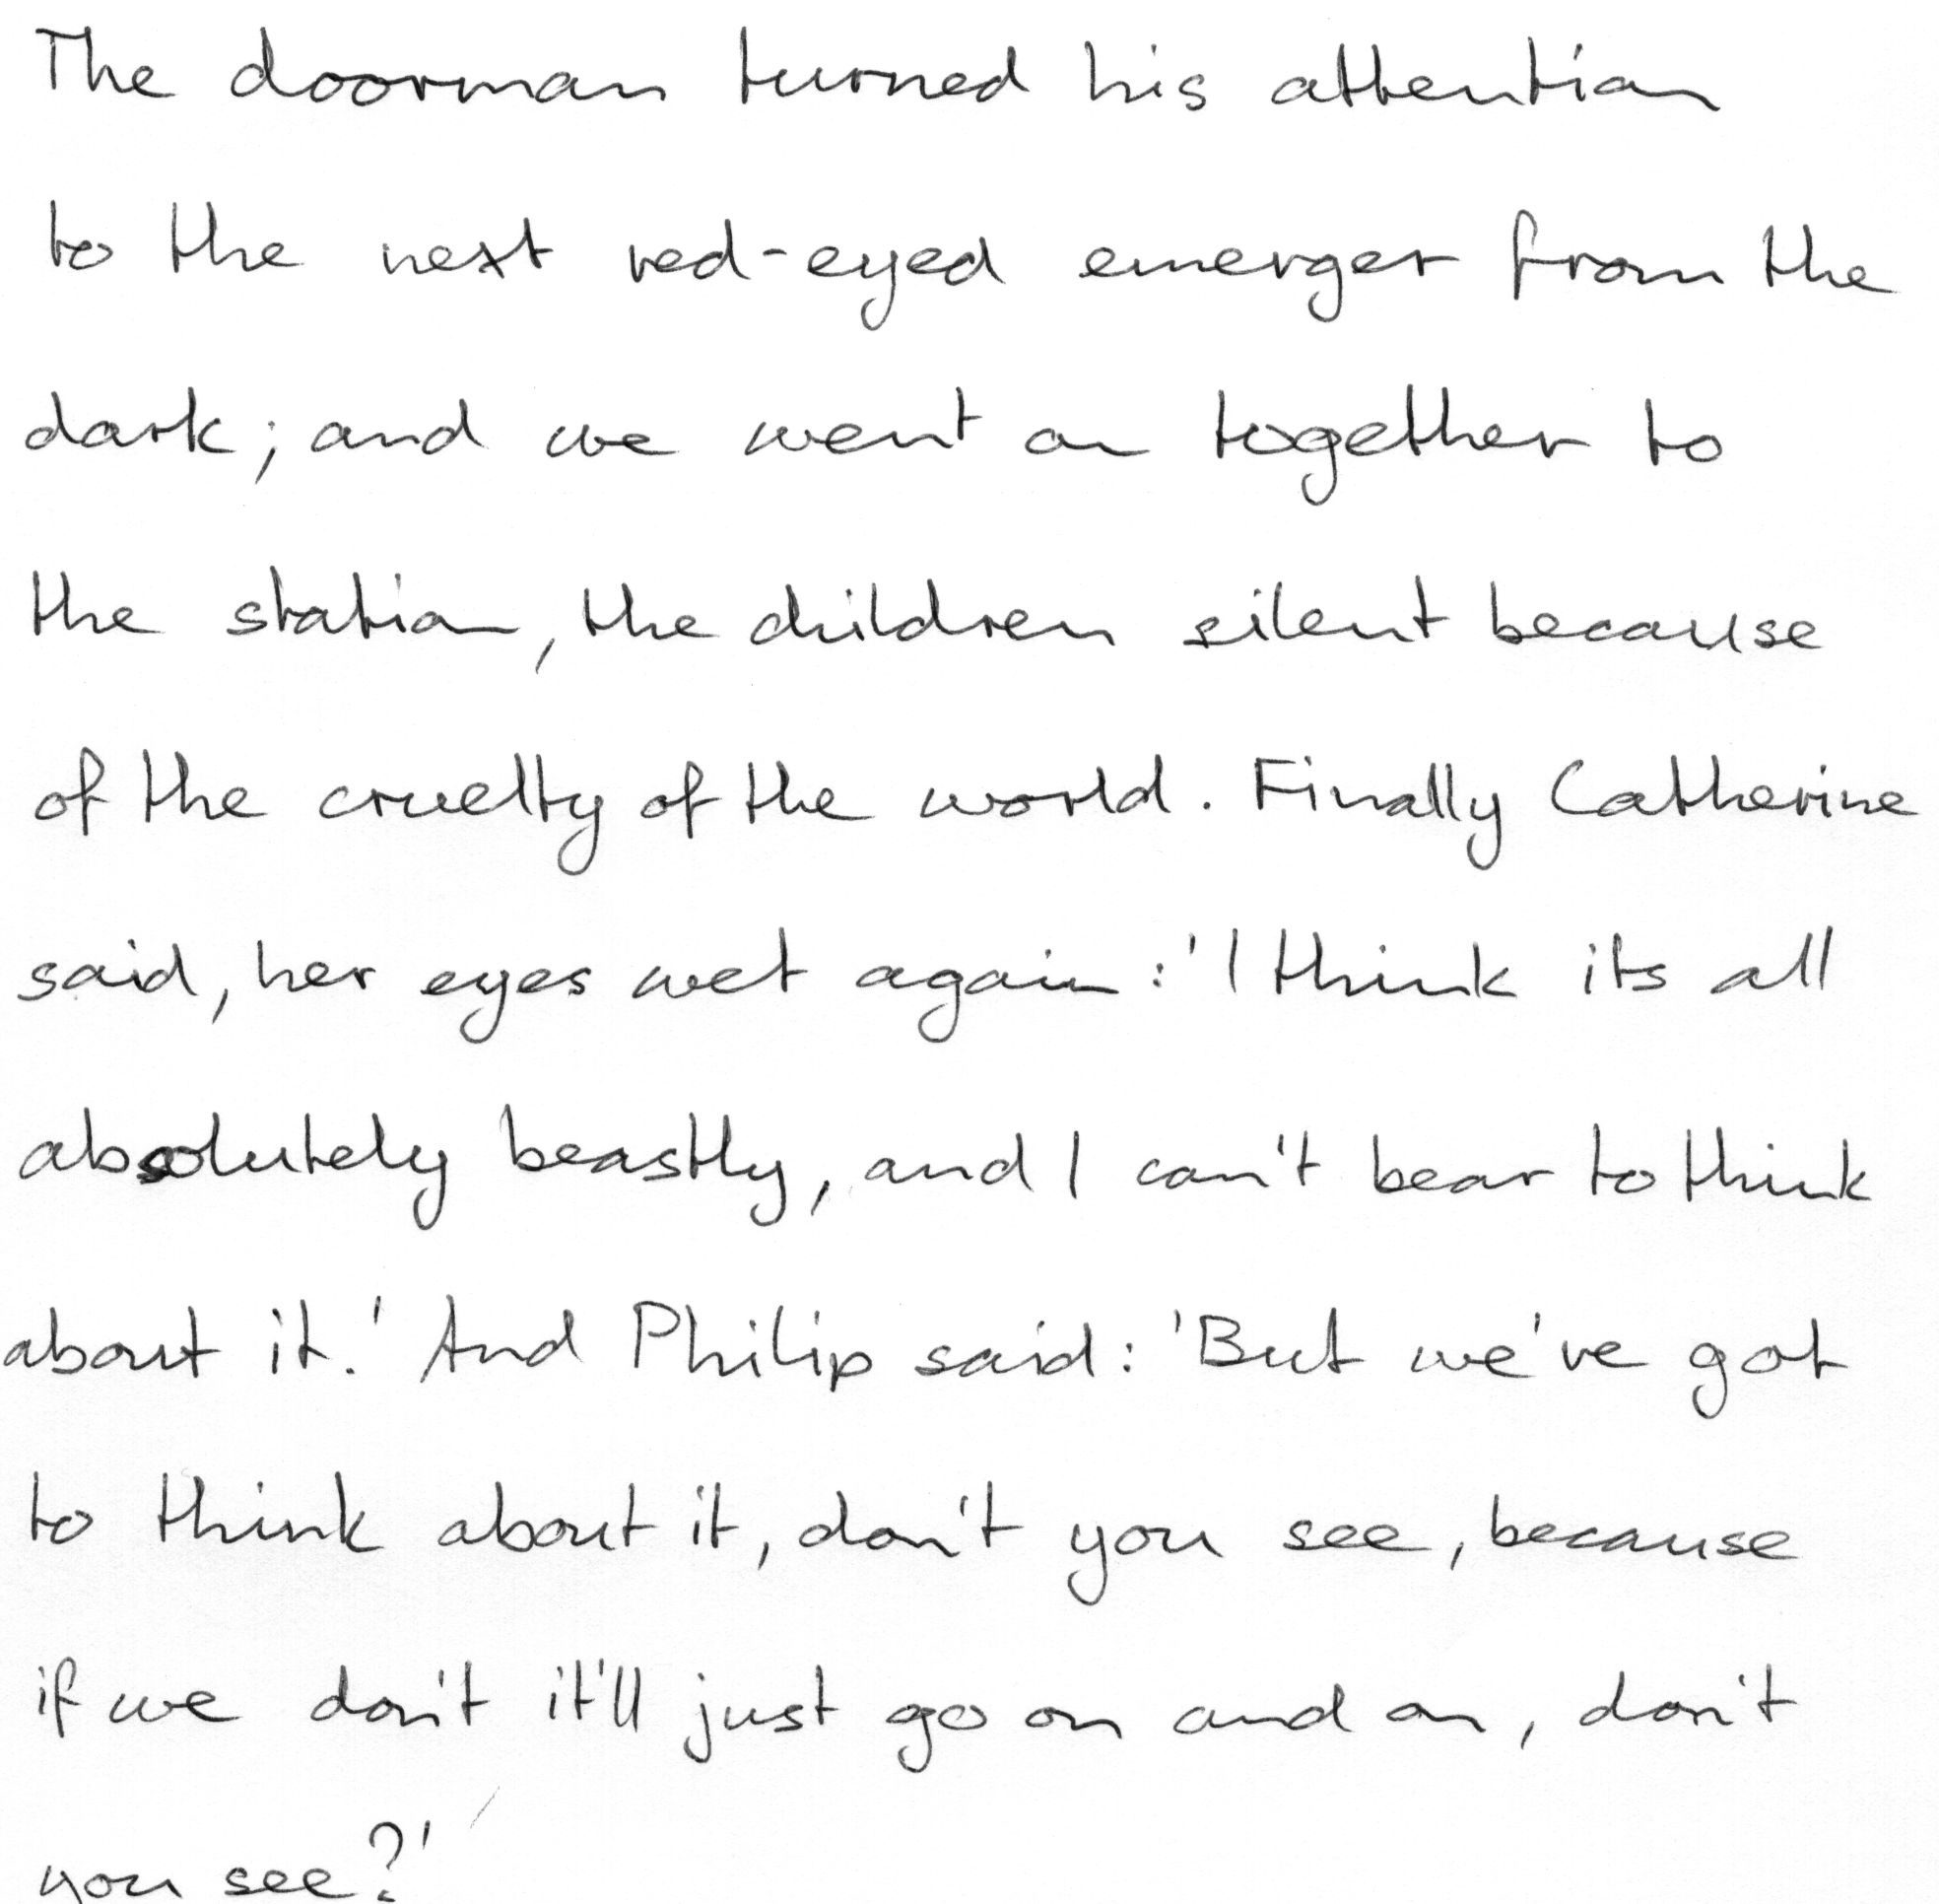 The doorman turned his attention
to the next red-eyed emerger from the
dark; and we went on together to
the station, the children silent because
of the cruelty of the world. Finally Catherine
said, her eyes wet again: 'I think its all
absolutely beastly, and I can't bear to think
about it.' And Philip said: 'But we've got
to think about it, don't you see, because
if we don't it'll just go on and on, don't
you see?'